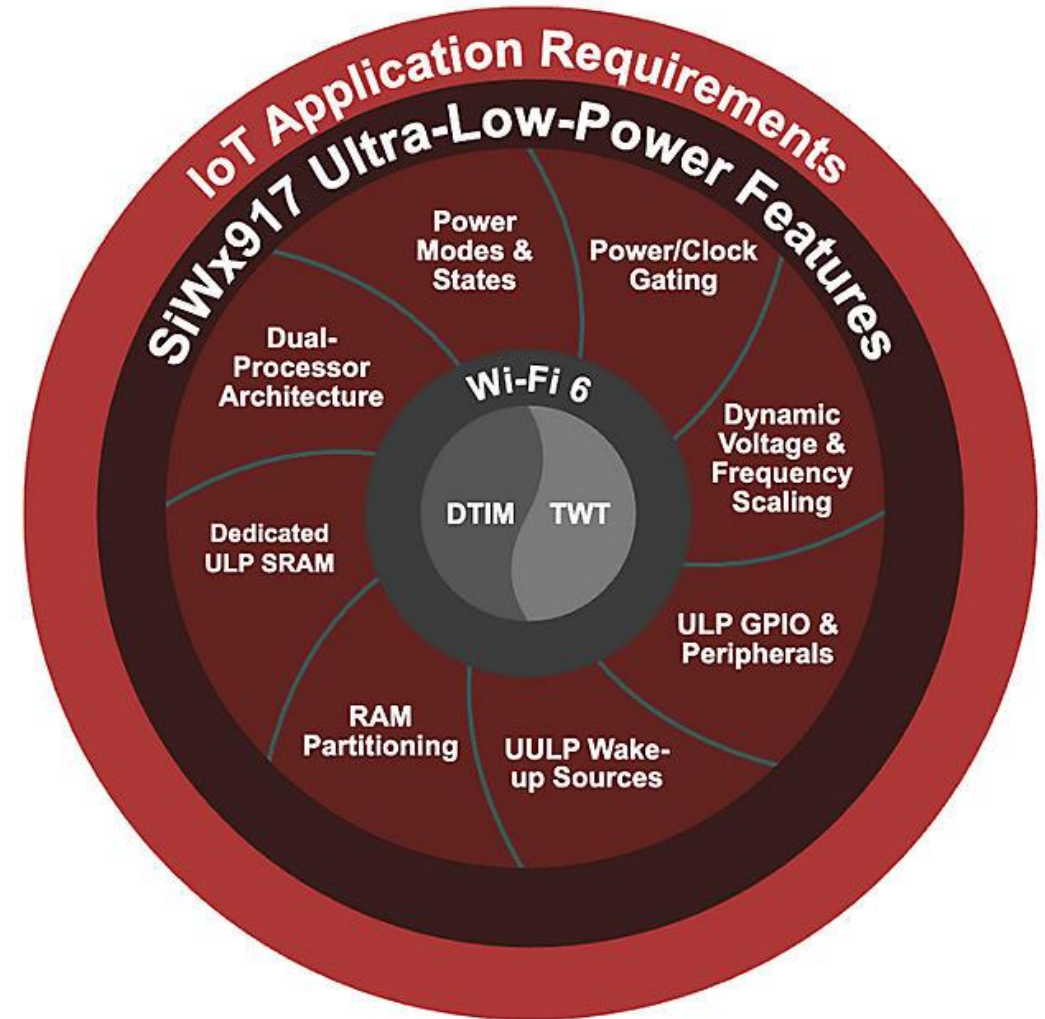 IoT Application Requirements
SiWx917 Ultra-Low-Power Features
Power
Modes &
States
Power/Clock
Gating
Dynamic
Voltage &
Frequency
Scaling
ULP GPIO &
Peripherals
UULP Wake-
up Sources
RAM
Partitioning
Dedicated
ULP SRAM
Dual-
Processor
Architecture
Wi-Fi 6
DTIM
TWT